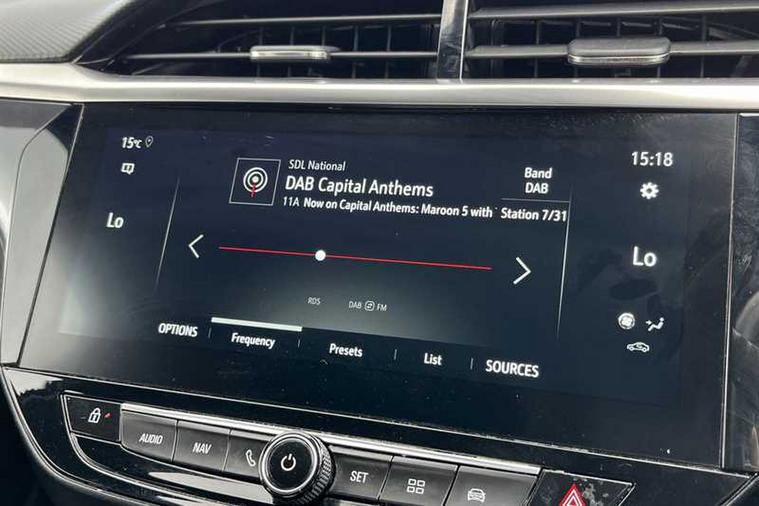 15°C
15:18
SDL National
DAB Capital Anthems
Band
DAB
11A Now on Capital Anthems: Maroon 5 with
Station 7/31
Lo
Lo
RDS
DAB FM
OPTIONS
Frequency
Presets
List
SOURCES
AUDIO
NAV
SET